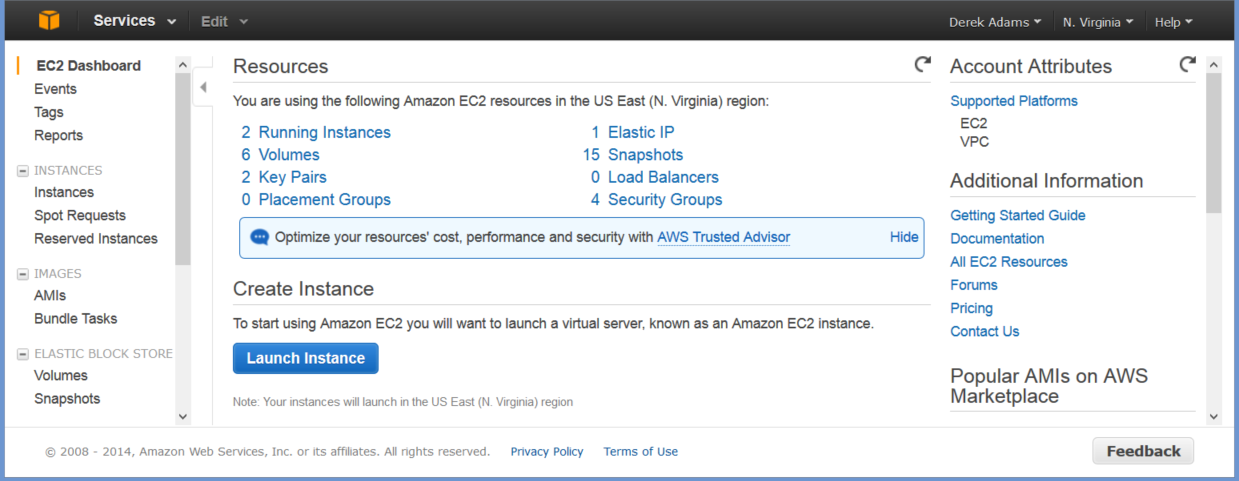 Services
Edit
Derek Adams
N. Virginia
Help
EC2 Dashboard
Events
Tags
Reports
INSTANCES
Instances
Spot Requests
Reserved Instances
IMAGES
AMIs
Bundle Tasks
ELASTIC BLOCK STORE
Volumes
Snapshots
Resources
You are using the following Amazon EC2 resources in the US East (N. Virginia) region:
2 Running Instances
1 Elastic IP
6 Volumes
15 Snapshots
2 Key Pairs
0 Load Balancers
0 Placement Groups
4 Security Groups
Optimize your resources' cost, performance and security with AWS Trusted Advisor
Hide
Create Instance
To start using Amazon EC2 you will want to launch a virtual server, known as an Amazon EC2 instance.
Launch Instance
Note: Your instances will launch in the US East (N. Virginia) region
Account Attributes
Supported Platforms
EC2
VPC
Additional Information
Getting Started Guide
Documentation
All EC2 Resources
Forums
Pricing
Contact Us
Popular AMIs on AWS
Marketplace
© 2008 - 2014, Amazon Web Services, Inc. or its affiliates. All rights reserved.
Privacy Policy
Terms of Use
Feedback